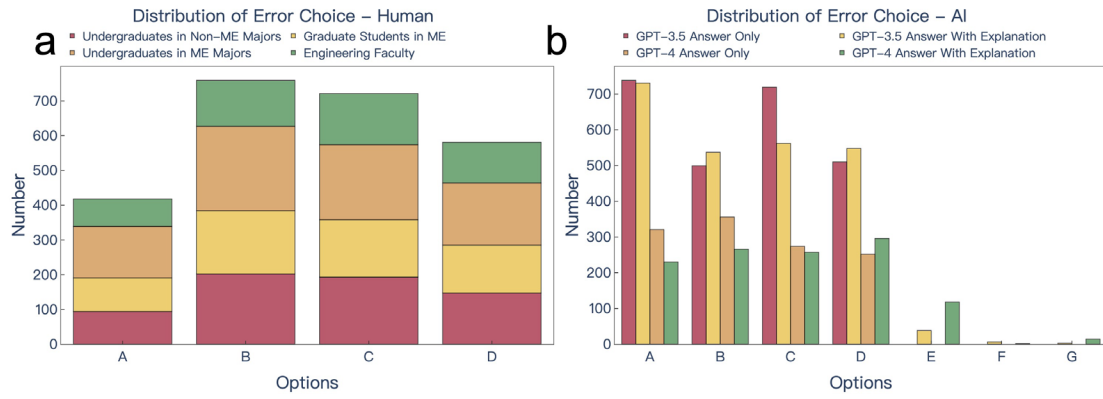 a
Distribution of Error Choice – Human
Undergraduates in Non-ME Majors
Graduate Students in ME
Undergraduates in ME Majors
Engineering Faculty
Number
700
600
500
400
300
200
100
0
A B C D
Options
b
Distribution of Error Choice – AI
GPT-3.5 Answer Only
GPT-3.5 Answer With Explanation
GPT-4 Answer Only
GPT-4 Answer With Explanation
Number
700
600
500
400
300
200
100
0
A B C D E F G
Options